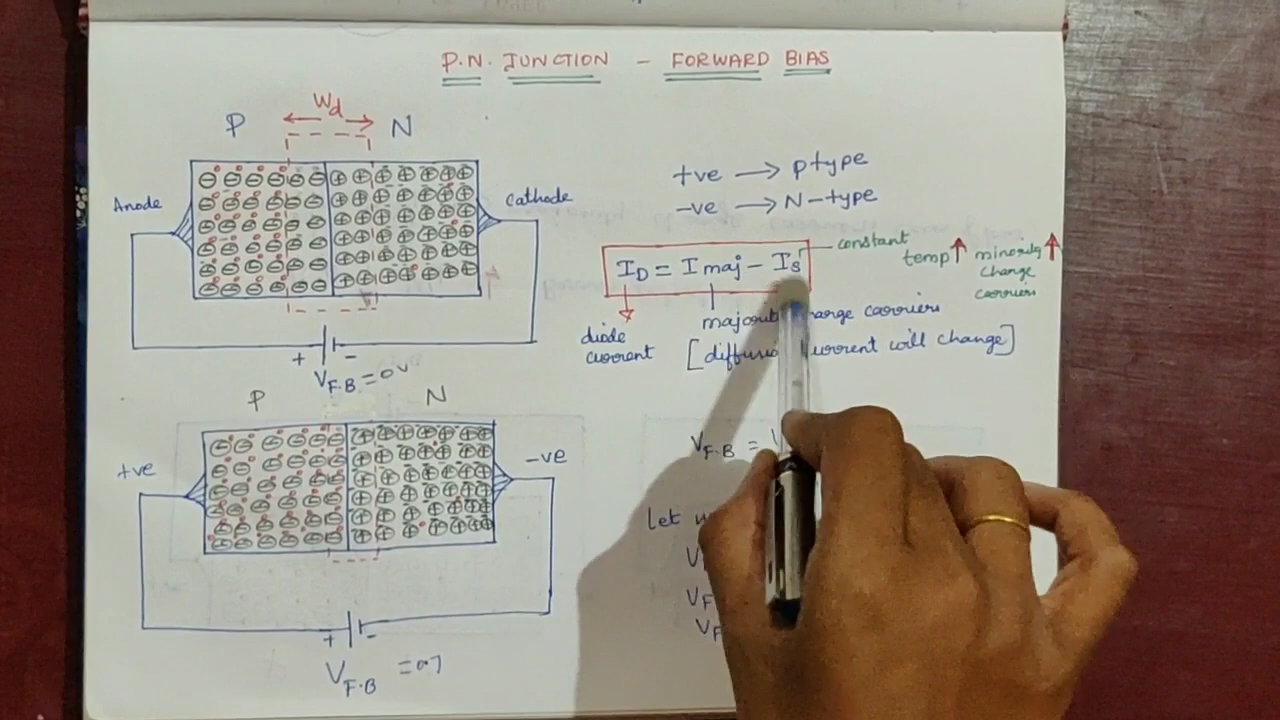 P.N. JUNCTION - FORWARD BIAS
Wd
P N
Anode
Cathode
+ -
VF.B = 0V
+ve → P type
-ve → N-type
ID = Imaj - Is
constant
temp ↑ minority ↑
charge
carriers
diode
current
charge carriers
[ current will change]
P N
+ve
-ve
+ -
VF.B = 0.7
VF.B =
let